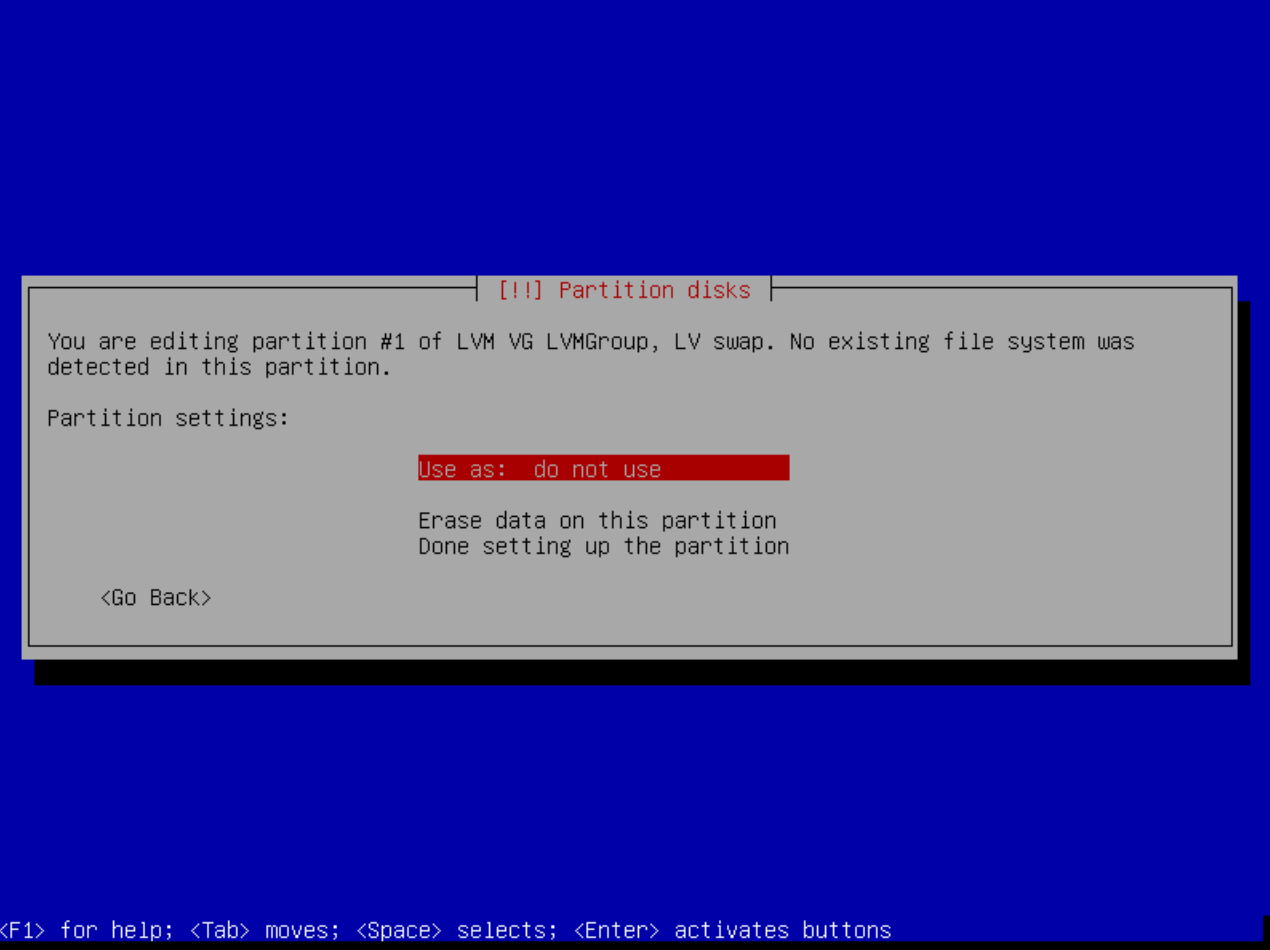 [!!] Partition disks
You are editing partition #1 of LVM VG LVMGroup, LV swap. No existing file system was
detected in this partition.
Partition settings:
Use as: do not use
Erase data on this partition
Done setting up the partition
<Go Back>
<F1> for help; <Tab> moves; <Space> selects; <Enter> activates buttons